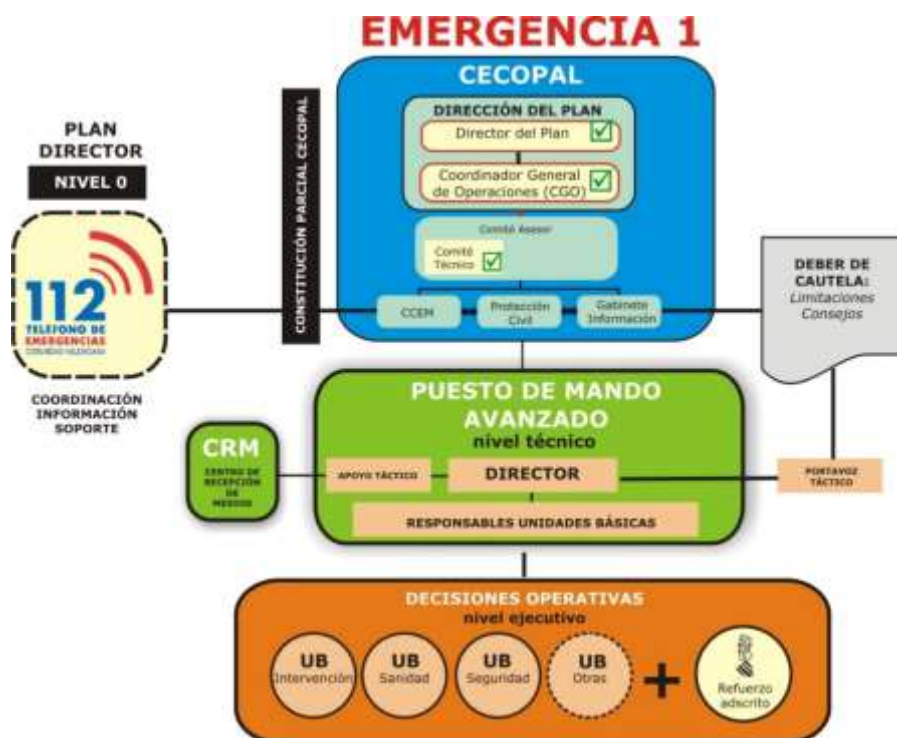 EMERGENCIA 1
CECOPAL
DIRECCIÓN DEL PLAN
Director del Plan
Coordinador General
de Operaciones (CGO)
Comité Asesor
Comité
Técnico
CCEM
Protección
Civil
Gabinete
Información
CONSTITUCIÓN PARCIAL CECOPAL
PLAN
DIRECTOR
NIVEL 0
112
TELÉFONO DE
EMERGENCIAS
COMUNIDAD VALENCIANA
COORDINACIÓN
INFORMACIÓN
SOPORTE
DEBER DE
CAUTELA:
Limitaciones
Consejos
PUESTO DE MANDO
AVANZADO
nivel técnico
CRM
CENTRO DE
RECEPCIÓN
DE
MEDIOS
APOYO TÁCTICO
DIRECTOR
PORTAVOZ
TÁCTICO
RESPONSABLES UNIDADES BÁSICAS
DECISIONES OPERATIVAS
nivel ejecutivo
UB
Intervención
UB
Sanidad
UB
Seguridad
UB
Otras
+
Refuerzo
adscrito